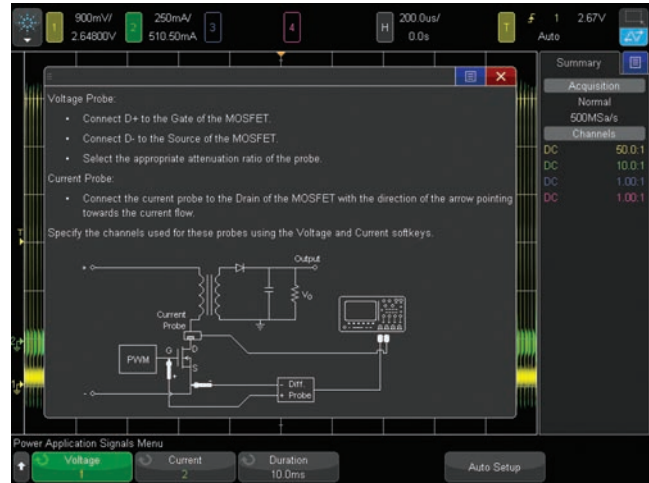 1 900mV/ 2.64800V 2 250mA/ 510.50mA 3 4 H 200.0us/ 0.0s T 1 2.67V Auto
Summary
Acquisition
Normal
500MSa/s
Channels
DC 50.0:1
DC 10.0:1
DC 1.00:1
DC 1.00:1
Voltage Probe:
• Connect D+ to the Gate of the MOSFET.
• Connect D- to the Source of the MOSFET.
• Select the appropriate attenuation ratio of the probe.
Current Probe:
• Connect the current probe to the Drain of the MOSFET with the direction of the arrow pointing
towards the current flow.
Specify the channels used for these probes using the Voltage and Current softkeys.
+
Output
Vo
Current
Probe
PWM
G
D
S
+
-
-
- Diff.
+ Probe
T
2
1
Power Application Signals Menu
Voltage
1
Current
2
Duration
10.0ms
Auto Setup